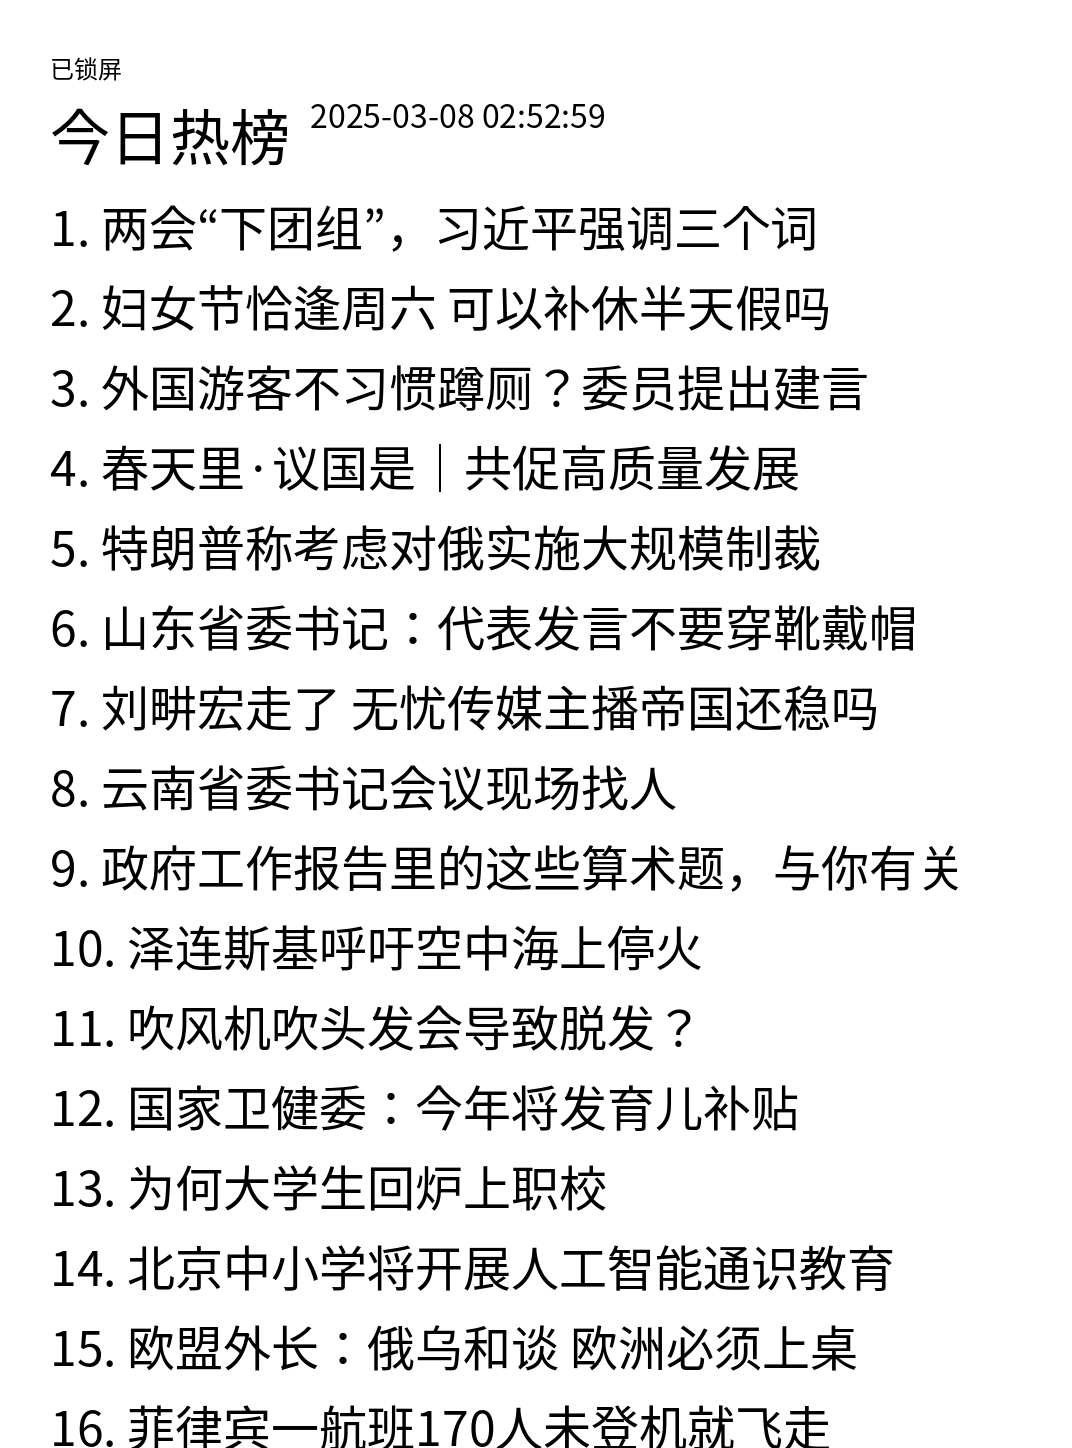 已锁屏
今日热榜 2025-03-08 02:52:59
1. 两会“下团组”，习近平强调三个词
2. 妇女节恰逢周六 可以补休半天假吗
3. 外国游客不习惯蹲厕？委员提出建言
4. 春天里·议国是｜共促高质量发展
5. 特朗普称考虑对俄实施大规模制裁
6. 山东省委书记：代表发言不要穿靴戴帽
7. 刘畊宏走了 无忧传媒主播帝国还稳吗
8. 云南省委书记会议现场找人
9. 政府工作报告里的这些算术题，与你有关
10. 泽连斯基呼吁空中海上停火
11. 吹风机吹头发会导致脱发？
12. 国家卫健委：今年将发育儿补贴
13. 为何大学生回炉上职校
14. 北京中小学将开展人工智能通识教育
15. 欧盟外长：俄乌和谈 欧洲必须上桌
16. 菲律宾一航班170人未登机就飞走